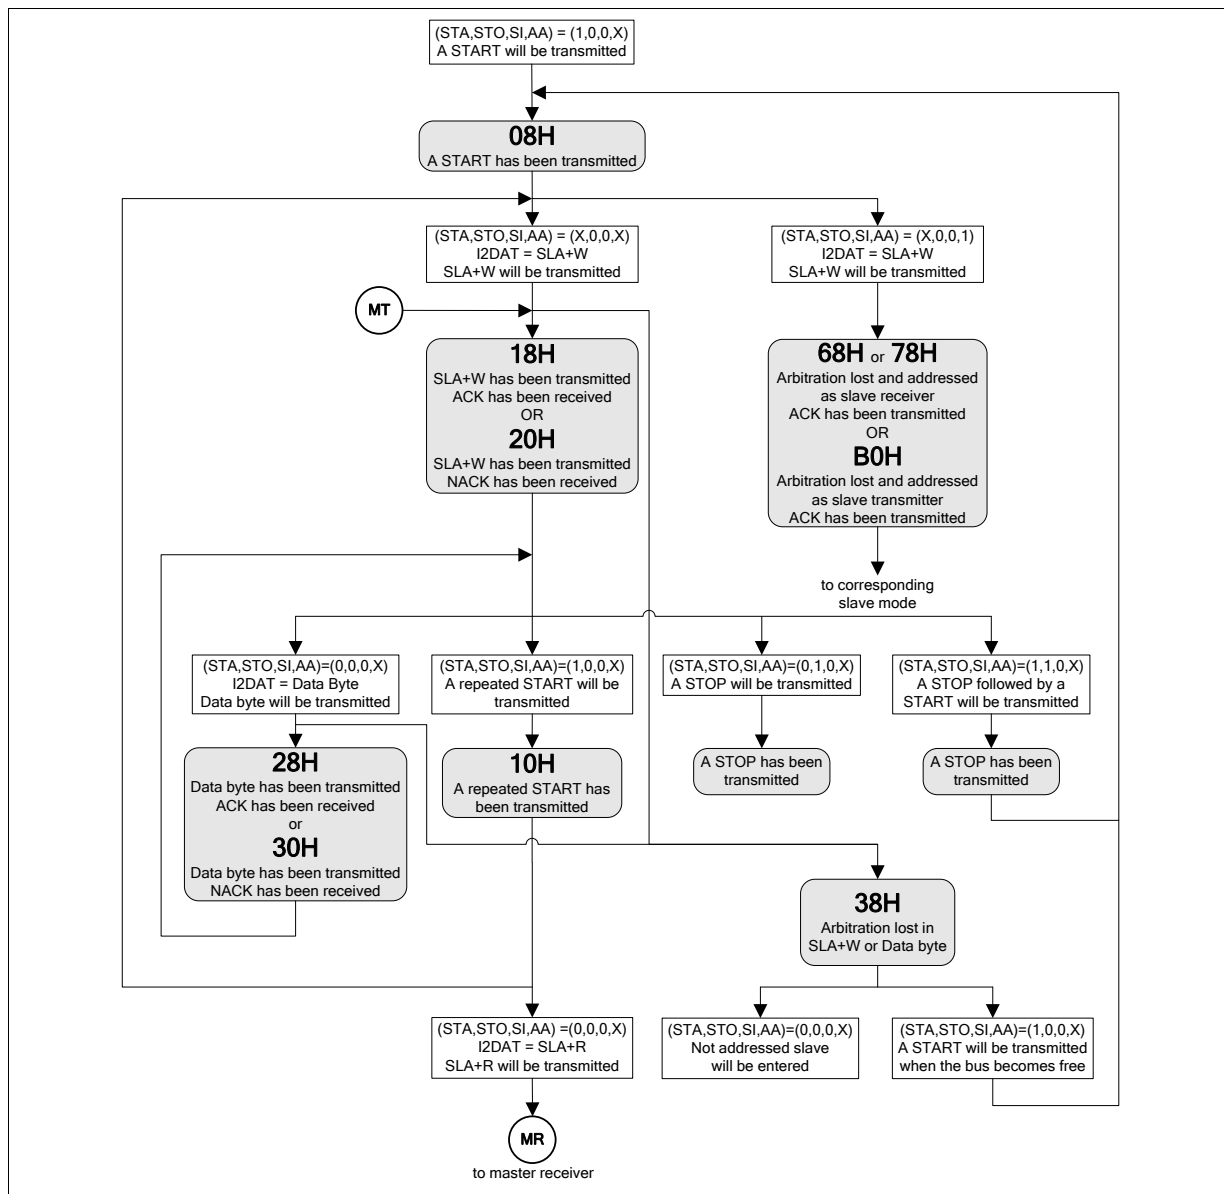 (STA,STO,SI,AA) = (1,0,0,X)
A START will be transmitted
08H
A START has been transmitted
(STA,STO,SI,AA) = (X,0,0,X)
I2DAT = SLA+W
SLA+W will be transmitted
(STA,STO,SI,AA) = (X,0,0,1)
I2DAT = SLA+W
SLA+W will be transmitted
MT
18H
SLA+W has been transmitted
ACK has been received
OR
20H
SLA+W has been transmitted
NACK has been received
68H or 78H
Arbitration lost and addressed
as slave receiver
ACK has been transmitted
OR
B0H
Arbitration lost and addressed
as slave transmitter
ACK has been transmitted
to corresponding
slave mode
(STA,STO,SI,AA)=(0,0,0,X)
I2DAT = Data Byte
Data byte will be transmitted
(STA,STO,SI,AA)=(1,0,0,X)
A repeated START will be
transmitted
(STA,STO,SI,AA)=(0,1,0,X)
A STOP will be transmitted
(STA,STO,SI,AA)=(1,1,0,X)
A STOP followed by a
START will be transmitted
28H
Data byte has been transmitted
ACK has been received
or
30H
Data byte has been transmitted
NACK has been received
10H
A repeated START has
been transmitted
A STOP has been
transmitted
A STOP has been
transmitted
38H
Arbitration lost in
SLA+W or Data byte
(STA,STO,SI,AA) =(0,0,0,X)
I2DAT = SLA+R
SLA+R will be transmitted
(STA,STO,SI,AA)=(0,0,0,X)
Not addressed slave
will be entered
(STA,STO,SI,AA)=(1,0,0,X)
A START will be transmitted
when the bus becomes free
MR
to master receiver